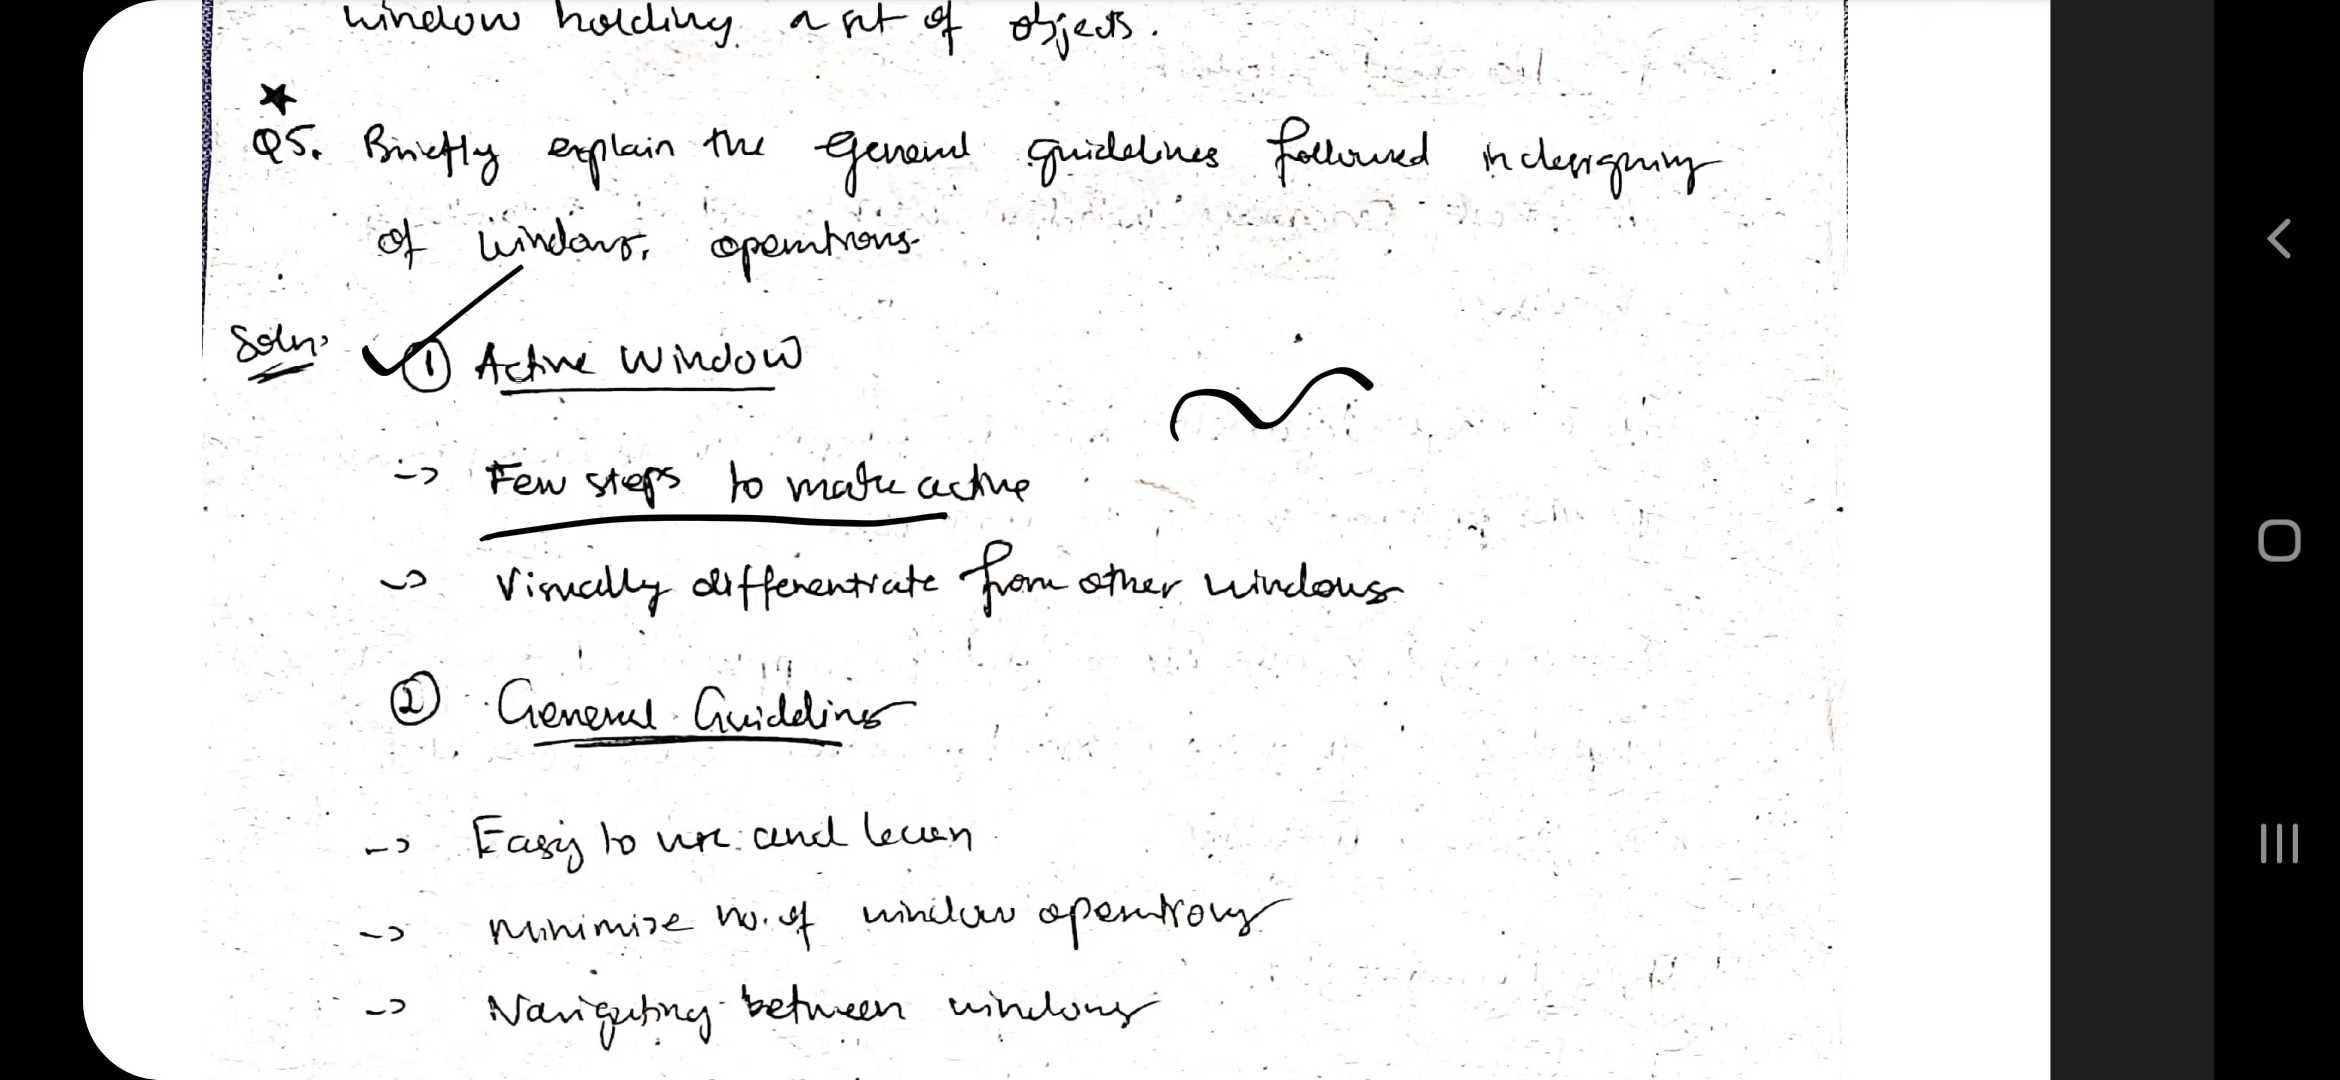 window holding a set of objects.
Q5. Briefly explain the general guidelines followed in designing
of windows operations.
Soln:
① Active Window
-> Few steps to make active
-> Visually differentiate from other windows
② General Guidelines
-> Easy to use and learn
-> Minimize no. of window operations
-> Navigating between windows